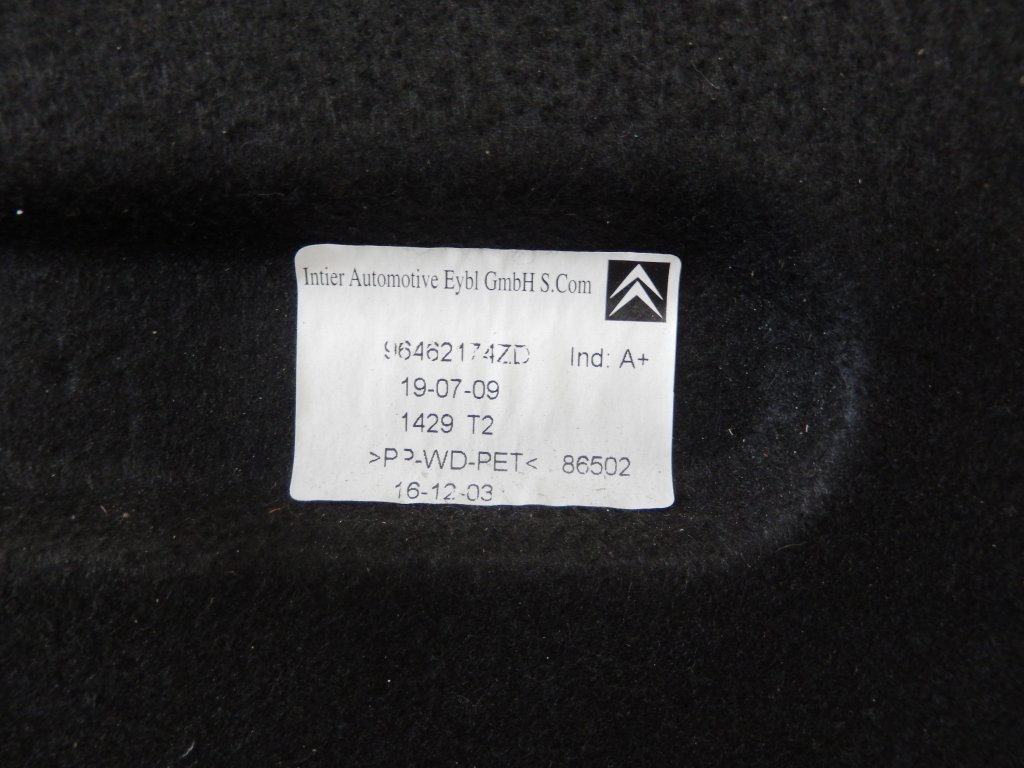 Intier Automotive Eybl GmbH S.Com
96462174ZD Ind: A+
19-07-09
1429 T2
>PP-WD-PET< 86502
16-12-03